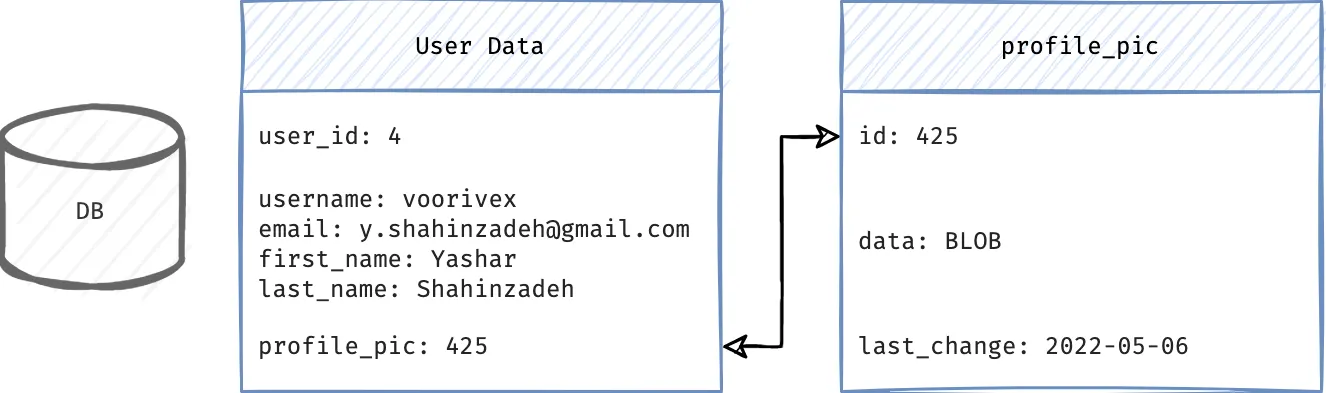 DB
User Data
user_id: 4
username: voorivex
email: y.shahinzadeh@gmail.com
first_name: Yashar
last_name: Shahinzadeh
profile_pic: 425
profile_pic
id: 425
data: BLOB
last_change: 2022-05-06